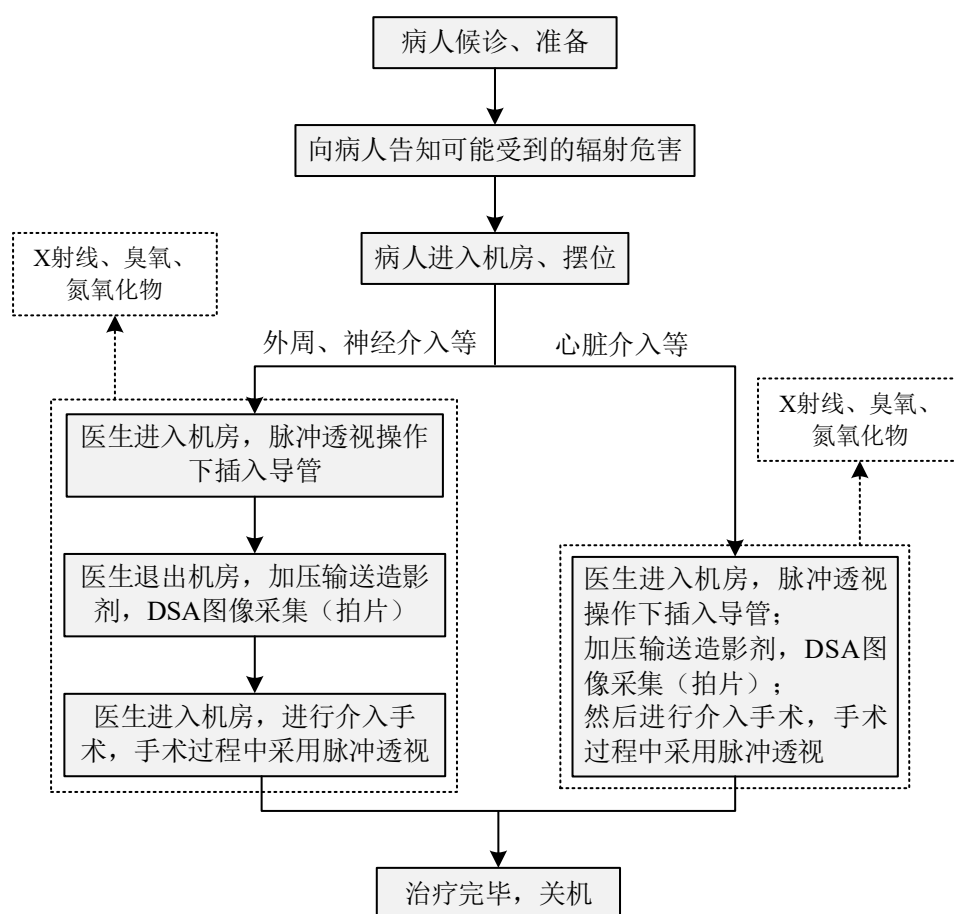 病人候诊、准备
向病人告知可能受到的辐射危害
病人进入机房、摆位
X射线、臭氧、
氮氧化物
外周、神经介入等
心脏介入等
医生进入机房，脉冲透视操作
下插入导管
医生退出机房，加压输送造影
剂，DSA图像采集（拍片）
医生进入机房，进行介入手
术，手术过程中采用脉冲透视
X射线、臭氧、
氮氧化物
医生进入机房，脉冲透视
操作下插入导管；
加压输送造影剂，DSA图
像采集（拍片）；
然后进行介入手术，手术
过程中采用脉冲透视
治疗完毕，关机